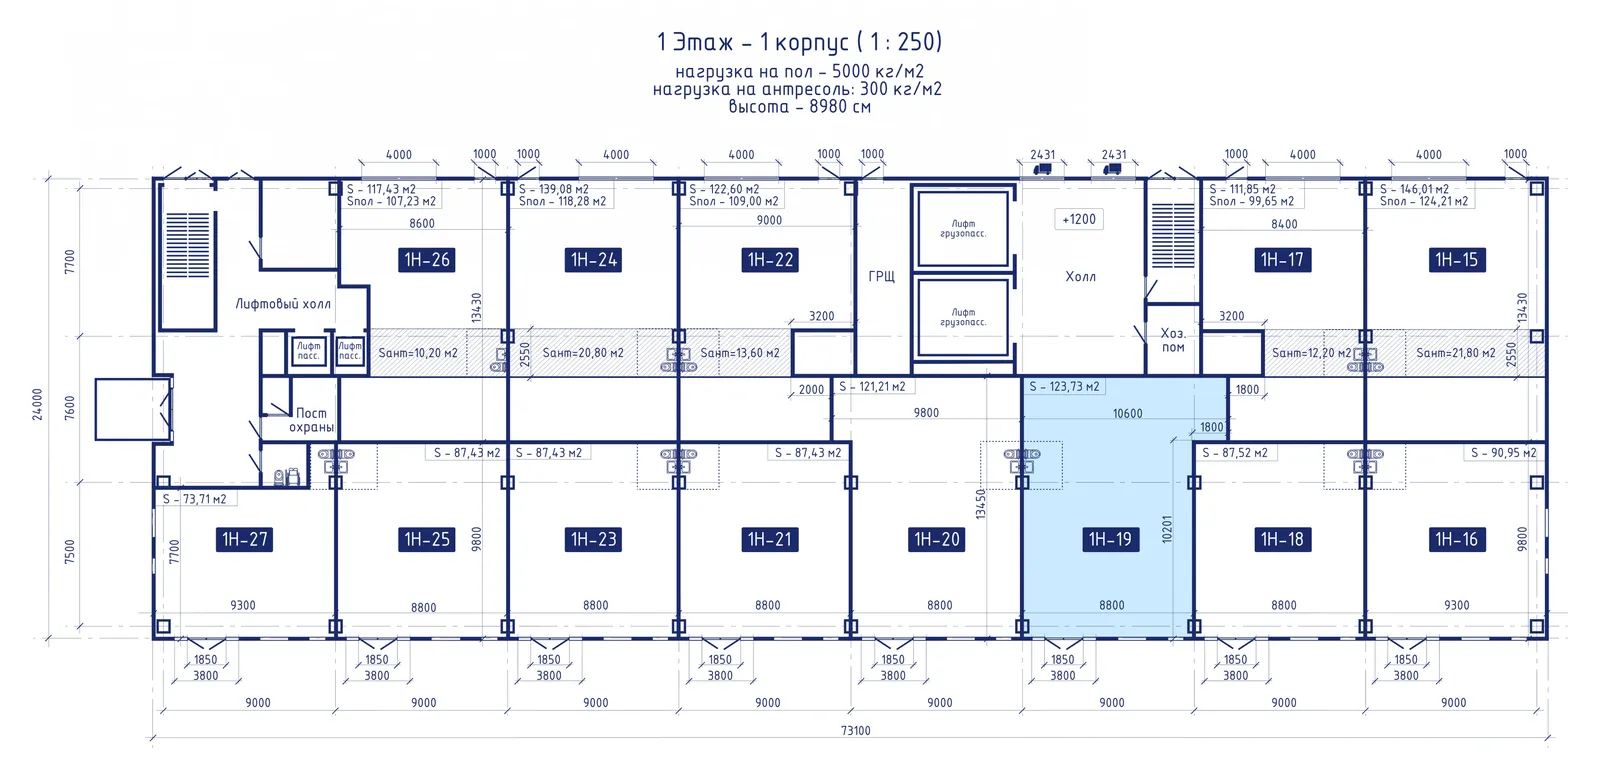 1 Этаж – 1 корпус ( 1 : 250)
нагрузка на пол – 5000 кг/м2
нагрузка на антресоль: 300 кг/м2
высота – 8980 см
4000 1000 1000 4000 4000 1000 1000 2431 2431 1000 4000 4000 1000
S – 117,43 м2 S – 139,08 м2 S – 122,60 м2 S – 111,85 м2 S – 146,01 м2
Sпол – 107,23 м2 Sпол – 118,28 м2 Sпол – 109,00 м2 Sпол – 99,65 м2 Sпол – 124,21 м2
8600 9000 +1200 8400
Лифт
грузопасс.
7700
1Н-26 1Н-24 1Н-22 1Н-17 1Н-15
ГРЩ Холл
Лифтовый холл
13430 13430
3200 3200
Лифт
грузопасс.
Хоз.
пом
Лифт
пасс.
Лифт
пасс.
Sант=10,20 м2 2550 Sант=20,80 м2 Sант=13,60 м2 Sант=12,20 м2 Sант=21,80 м2 2550
24000
7600
2000 S – 121,21 м2 S – 123,73 м2 1800
Пост
охраны
9800 10600
1800
S – 87,43 м2 S – 87,43 м2 S – 87,43 м2 S – 87,52 м2 S – 90,95 м2
S – 73,71 м2
13450
7500
7700 9800 10201 9800
1Н-27 1Н-25 1Н-23 1Н-21 1Н-20 1Н-19 1Н-18 1Н-16
9300 8800 8800 8800 8800 8800 8800 9300
1850 1850 1850 1850 1850 1850 1850 1850
3800 3800 3800 3800 3800 3800 3800 3800
9000 9000 9000 9000 9000 9000 9000 9000
73100